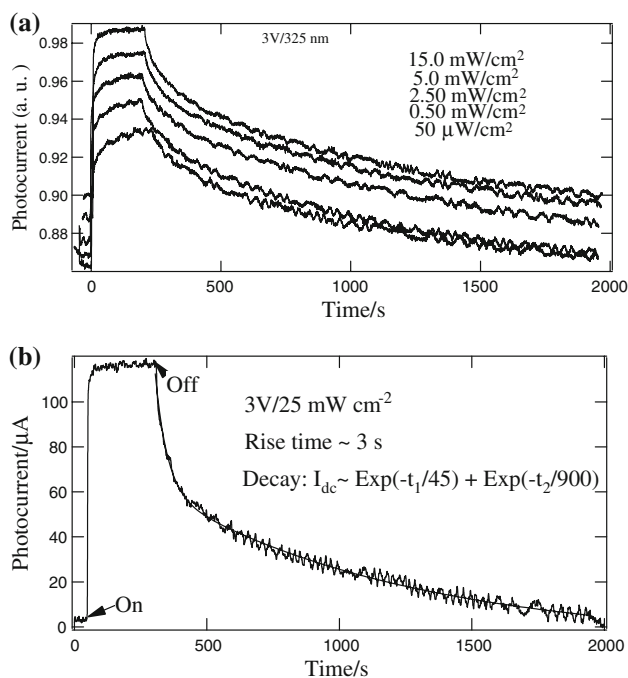 (a)
3V/325 nm
15.0 mW/cm²
5.0 mW/cm²
2.50 mW/cm²
0.50 mW/cm²
50 μW/cm²
Photocurrent (a. u.)
0.98
0.96
0.94
0.92
0.90
0.88
0 500 1000 1500 2000
Time/s
(b)
Off
3V/25 mW cm⁻²
Rise time ~ 3 s
Decay: I_dc ~ Exp(-t₁/45) + Exp(-t₂/900)
On
Photocurrent/μA
100
80
60
40
20
0
0 500 1000 1500 2000
Time/s